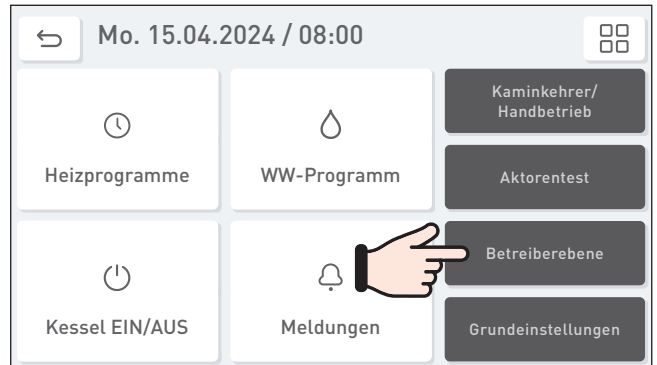 Mo. 15.04.2024 / 08:00
Heizprogramme
WW-Programm
Kaminkehrer/
Handbetrieb
Aktorentest
Kessel EIN/AUS
Meldungen
Betreiberebene
Grundeinstellungen